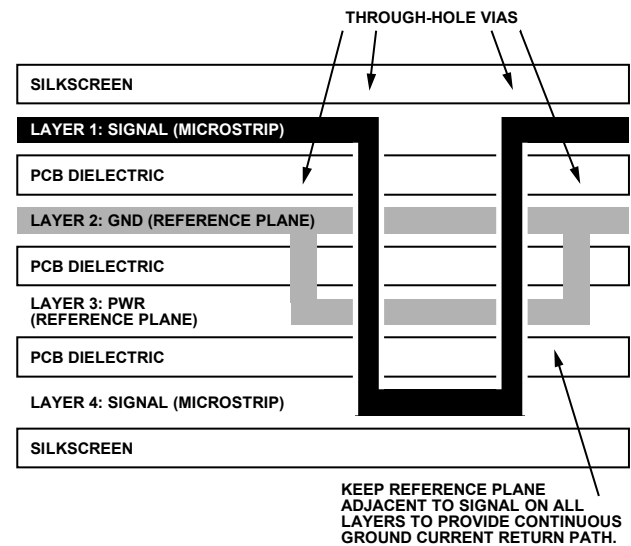 THROUGH-HOLE VIAS
SILKSCREEN
LAYER 1: SIGNAL (MICROSTRIP)
PCB DIELECTRIC
LAYER 2: GND (REFERENCE PLANE)
PCB DIELECTRIC
LAYER 3: PWR
(REFERENCE PLANE)
PCB DIELECTRIC
LAYER 4: SIGNAL (MICROSTRIP)
SILKSCREEN
KEEP REFERENCE PLANE
ADJACENT TO SIGNAL ON ALL
LAYERS TO PROVIDE CONTINUOUS
GROUND CURRENT RETURN PATH.